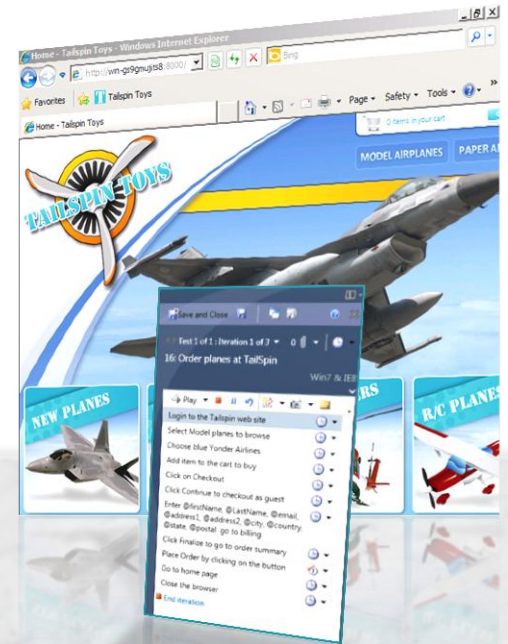 Home - Tailspin Toys - Windows Internet Explorer
http://win-gs9gnujits8:8000/
Bing
Favorites Tailspin Toys
Home - Tailspin Toys
Page Safety Tools
0 items in your cart
MODEL AIRPLANES PAPER
TAILSPIN TOYS
Save and Close
Test 1 of 1 : Iteration 1 of 3 0
16: Order planes at TailSpin
Win7 & IE8
Play
Login to the Tailspin web site
Select Model planes to browse
Choose blue Yonder Airlines
Add item to the cart to buy
Click on Checkout
Click Continue to checkout as guest
Enter @firstName, @LastName, @email,
@address1, @address2, @city, @country,
@state, @postal go to billing
Click Finalize to go to order summary
Place Order by clicking on the button
Go to home page
Close the browser
End iteration
NEW PLANES
R/C PLANES